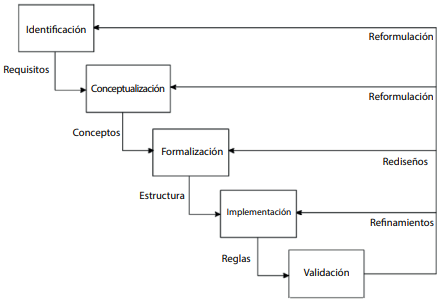 Identificación
Reformulación
Requisitos
Conceptualización
Reformulación
Conceptos
Formalización
Rediseños
Estructura
Implementación
Refinamientos
Reglas
Validación